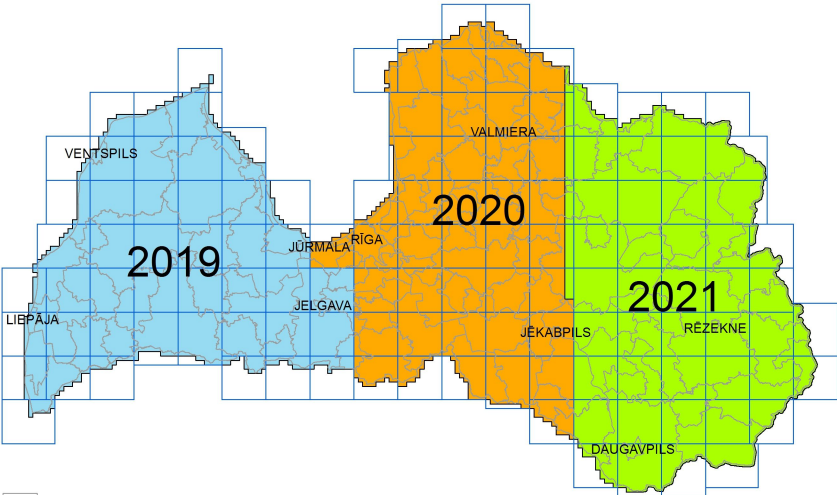 VALMIERA
VENTSPILS
2020
RĪGA
JŪRMALA
2019
2021
JELGAVA
LIEPĀJA
RĒZEKNE
JĒKABPILS
DAUGAVPILS